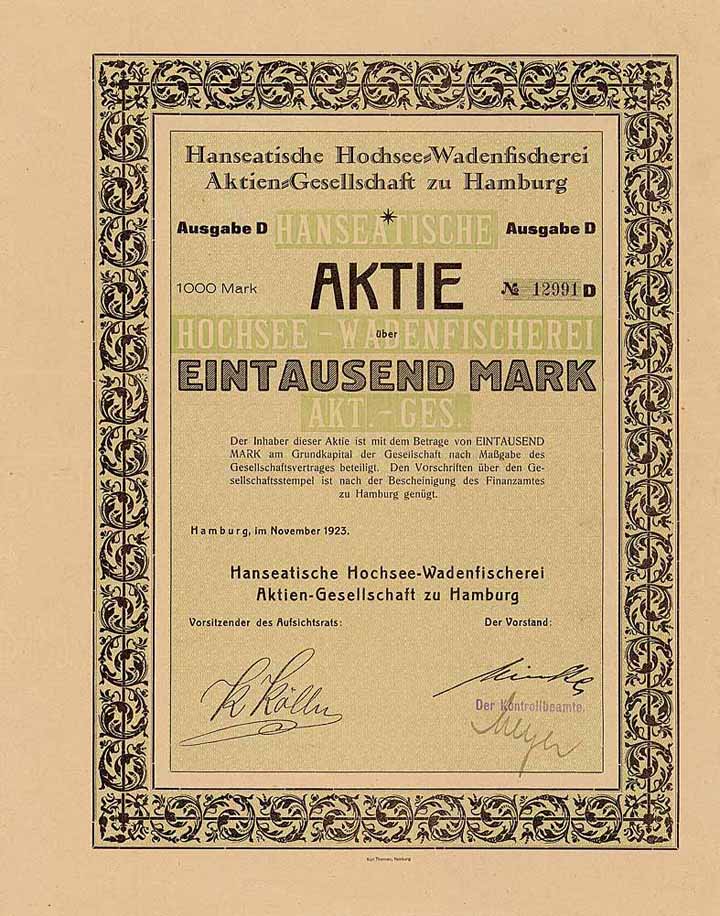 Hanseatische Hochsee-Wadenfischerei
Aktien-Gesellschaft zu Hamburg
Ausgabe D HANSEATISCHE Ausgabe D
1000 Mark AKTIE № 12991 D
HOCHSEE-WADENFISCHEREI
über
EINTAUSEND MARK
AKT.-GES.
Der Inhaber dieser Aktie ist mit dem Betrage von EINTAUSEND
MARK am Grundkapital der Gesellschaft nach Maßgabe des
Gesellschaftsvertrages beteiligt. Den Vorschriften über den Ge-
sellschaftsstempel ist nach der Bescheinigung des Finanzamtes
zu Hamburg genügt.
Hamburg, im November 1923.
Hanseatische Hochsee-Wadenfischerei
Aktien-Gesellschaft zu Hamburg
Vorsitzender des Aufsichtsrats: Der Vorstand:
K Kölln
Der Kontrollbeamte.
Meyer